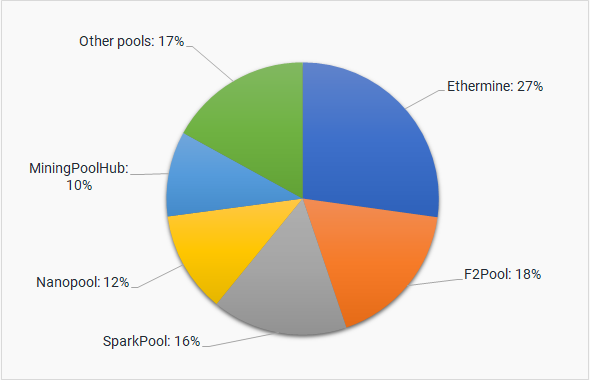 Other pools: 17%
Ethermine: 27%
MiningPoolHub:
10%
F2Pool: 18%
Nanopool: 12%
SparkPool: 16%